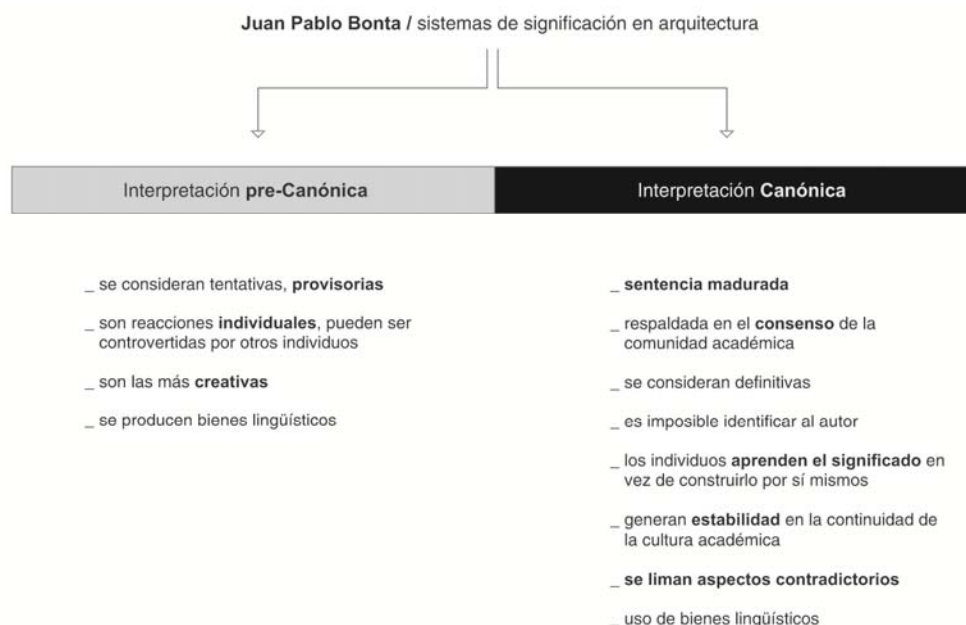 Juan Pablo Bonta / sistemas de significación en arquitectura
Interpretación pre-Canónica
Interpretación Canónica
_ se consideran tentativas, provisorias
_ son reacciones individuales, pueden ser
controvertidas por otros individuos
_ son las más creativas
_ se producen bienes lingüísticos
_ sentencia madurada
_ respaldada en el consenso de la
comunidad académica
_ se consideran definitivas
_ es imposible identificar al autor
_ los individuos aprenden el significado en
vez de construirlo por sí mismos
_ generan estabilidad en la continuidad de
la cultura académica
_ se liman aspectos contradictorios
_ uso de bienes lingüísticos